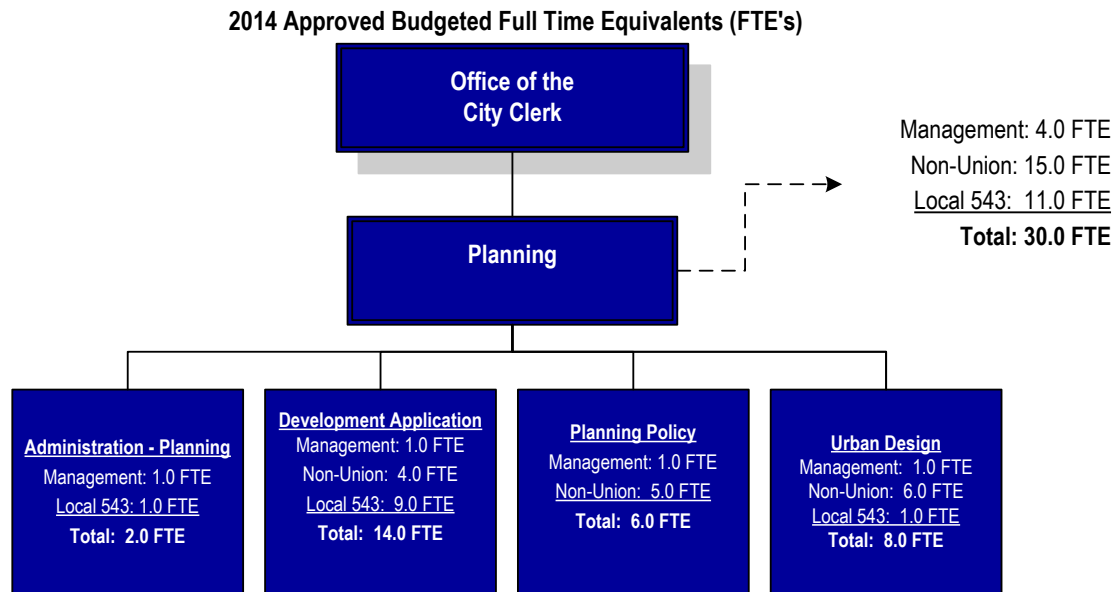 2014 Approved Budgeted Full Time Equivalents (FTE's)
Office of the
City Clerk
Management: 4.0 FTE
Non-Union: 15.0 FTE
Local 543: 11.0 FTE
Total: 30.0 FTE
Planning
Administration - Planning
Management: 1.0 FTE
Local 543: 1.0 FTE
Total: 2.0 FTE
Development Application
Management: 1.0 FTE
Non-Union: 4.0 FTE
Local 543: 9.0 FTE
Total: 14.0 FTE
Planning Policy
Management: 1.0 FTE
Non-Union: 5.0 FTE
Total: 6.0 FTE
Urban Design
Management: 1.0 FTE
Non-Union: 6.0 FTE
Local 543: 1.0 FTE
Total: 8.0 FTE